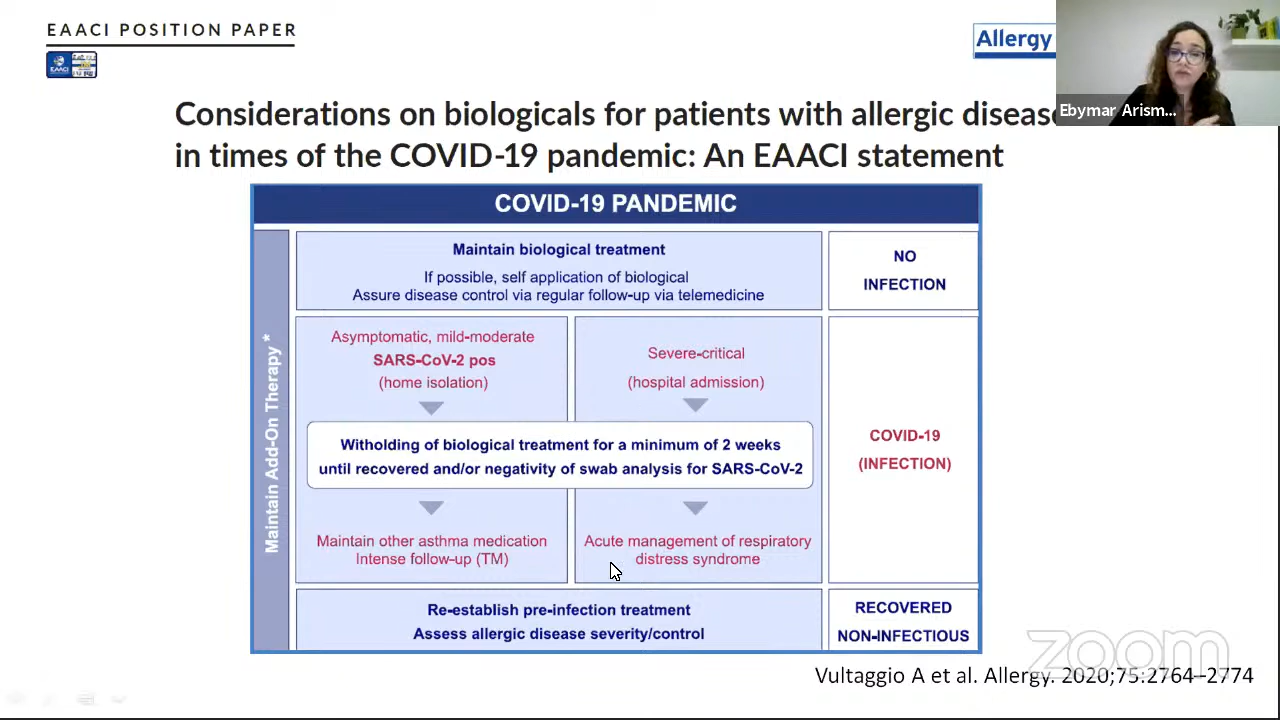 EAACI POSITION PAPER
Allergy
EAACI
Ebymar Arism...
Considerations on biologicals for patients with allergic disease
in times of the COVID-19 pandemic: An EAACI statement
COVID-19 PANDEMIC
Maintain Add-On Therapy *
Maintain biological treatment
If possible, self application of biological
Assure disease control via regular follow-up via telemedicine
NO
INFECTION
Asymptomatic, mild-moderate
SARS-CoV-2 pos
(home isolation)
Severe-critical
(hospital admission)
Witholding of biological treatment for a minimum of 2 weeks
until recovered and/or negativity of swab analysis for SARS-CoV-2
Maintain other asthma medication
Intense follow-up (TM)
Acute management of respiratory
distress syndrome
COVID-19
(INFECTION)
Re-establish pre-infection treatment
Assess allergic disease severity/control
RECOVERED
NON-INFECTIOUS
zoom
Vultaggio A et al. Allergy. 2020;75:2764–2774